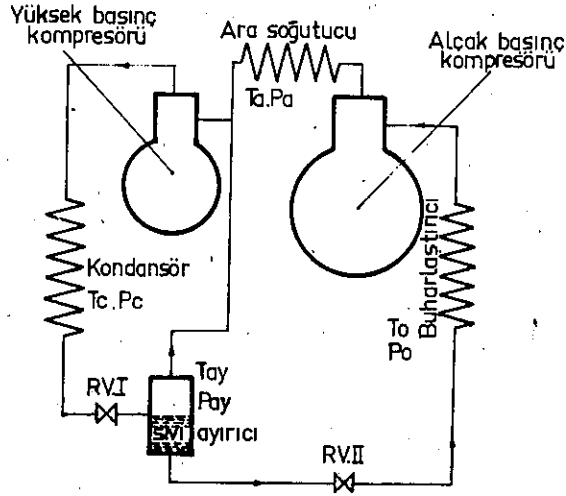 Yüksek basınç
kompresörü
Ara soğutucu
Ta.Pa
Alçak basınç
kompresörü
Kondansör
Tc.Pc
Buharlaştırıcı
To
Po
RV.I
Tay
Pay
SIVI ayırıcı
RV.II